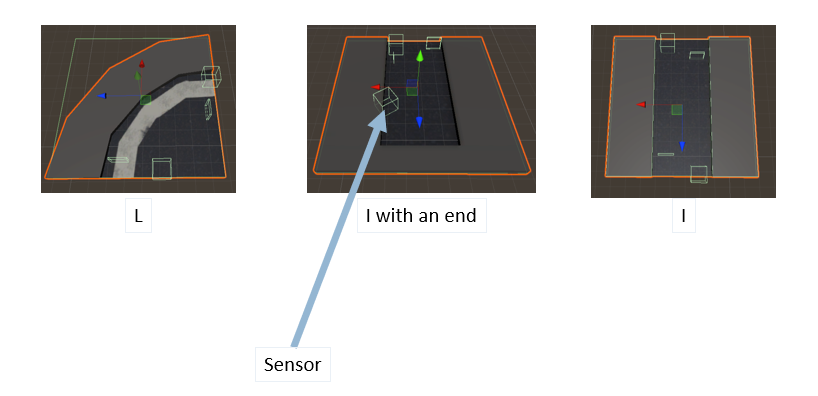 L
I with an end
I
Sensor